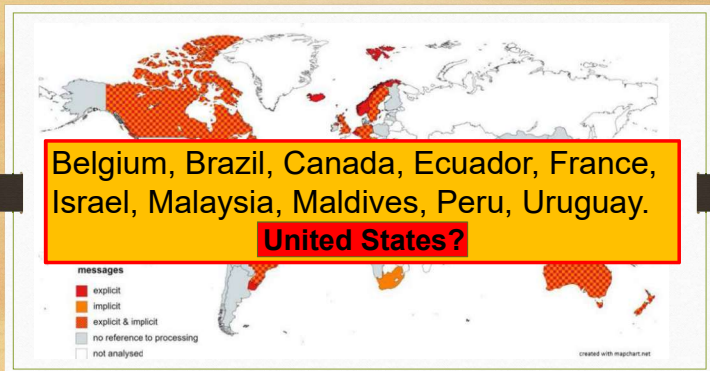 Belgium, Brazil, Canada, Ecuador, France,
Israel, Malaysia, Maldives, Peru, Uruguay.
United States?
messages
explicit
implicit
explicit & implicit
no reference to processing
not analysed
created with mapchart.net